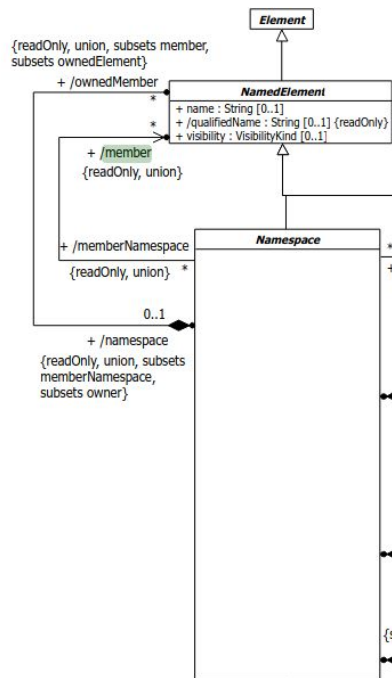 Element
{readOnly, union, subsets member,
subsets ownedElement}
+ /ownedMember
*
NamedElement
+ name : String [0..1]
+ /qualifiedName : String [0..1] {readOnly}
+ visibility : VisibilityKind [0..1]
*
+ /member
{readOnly, union}
+ /memberNamespace
{readOnly, union}
*
Namespace
*
+
0..1
+ /namespace
{readOnly, union, subsets
memberNamespace,
subsets owner}
{s